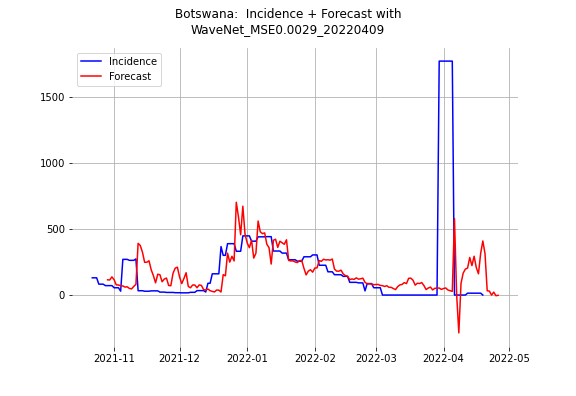 Botswana:  Incidence + Forecast with
WaveNet_MSE0.0029_20220409
Incidence
Forecast
1500
1000
500
0
2021-11 2021-12 2022-01 2022-02 2022-03 2022-04 2022-05